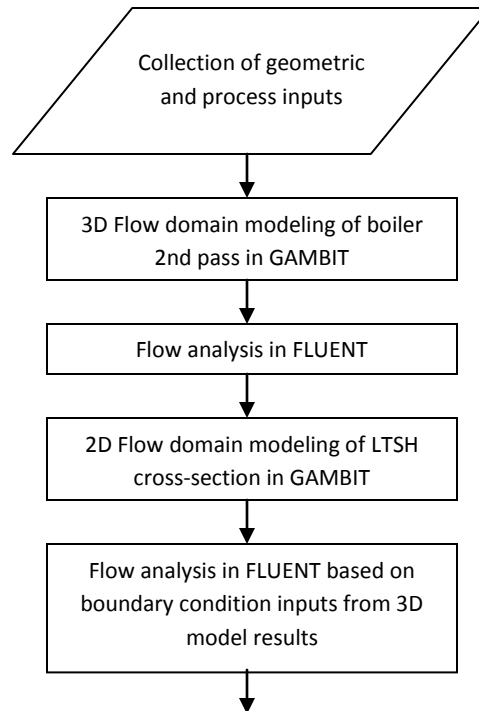 Collection of geometric
and process inputs
3D Flow domain modeling of boiler
2nd pass in GAMBIT
Flow analysis in FLUENT
2D Flow domain modeling of LTSH
cross-section in GAMBIT
Flow analysis in FLUENT based on
boundary condition inputs from 3D
model results